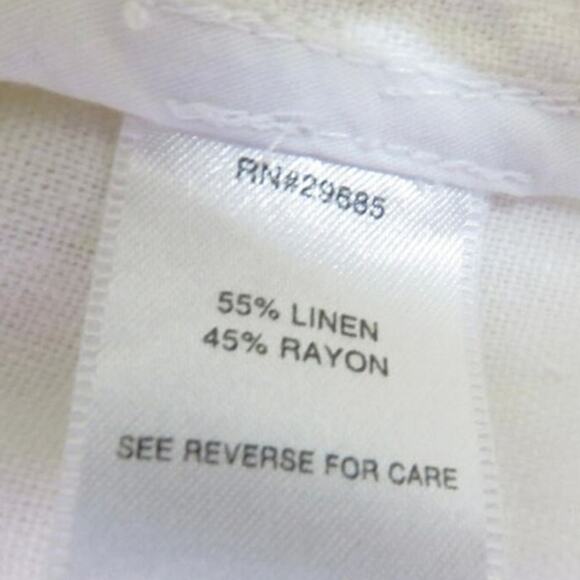 RN#29685
55% LINEN
45% RAYON
SEE REVERSE FOR CARE